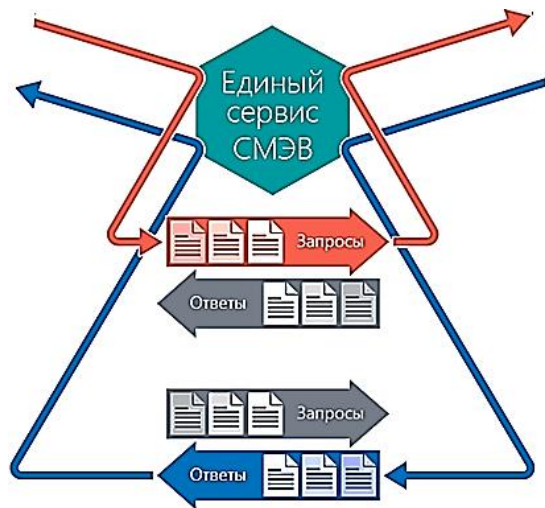 Единый
сервис
СМЭВ
Запросы
Ответы
Запросы
Ответы